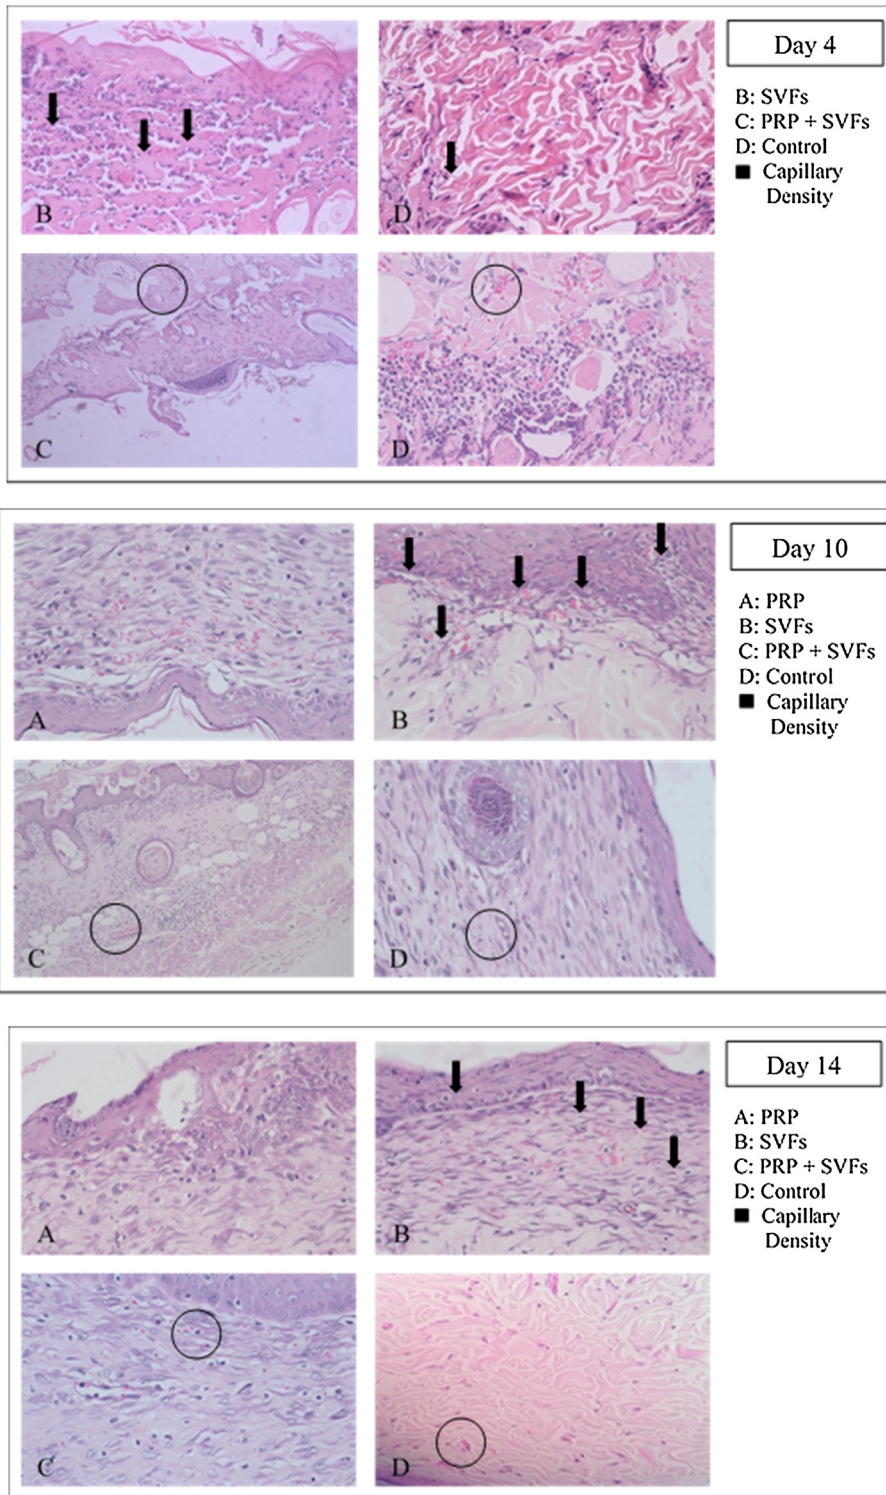 Day 4
B: SVFs
C: PRP + SVFs
D: Control
Capillary
Density
B
D
C
D
Day 10
A: PRP
B: SVFs
C: PRP + SVFs
D: Control
Capillary
Density
A
B
C
D
Day 14
A: PRP
B: SVFs
C: PRP + SVFs
D: Control
Capillary
Density
A
B
C
D